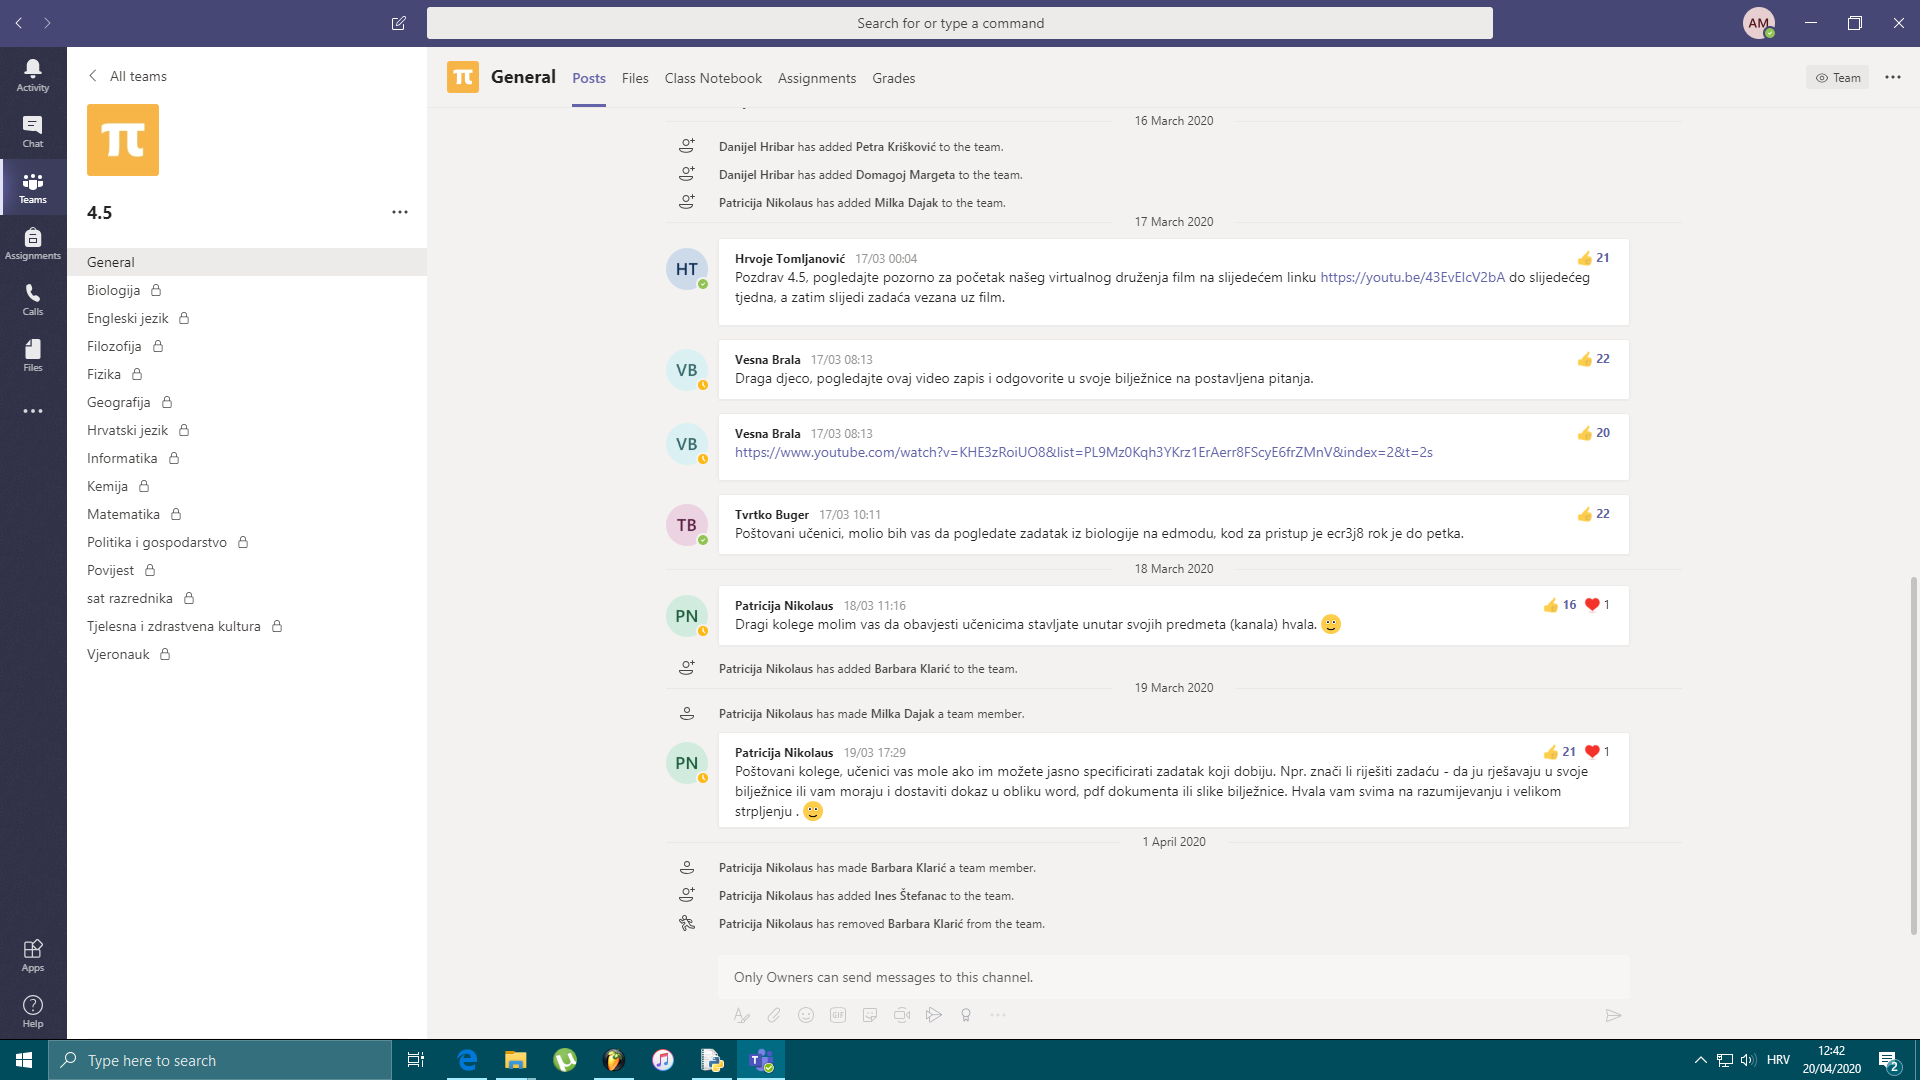 Search for or type a command
AM
Activity
Chat
Teams
Assignments
Calls
Files
Apps
Help
All teams
π
4.5
General
Biologija
Engleski jezik
Filozofija
Fizika
Geografija
Hrvatski jezik
Informatika
Kemija
Matematika
Politika i gospodarstvo
Povijest
sat razrednika
Tjelesna i zdrastvena kultura
Vjeronauk
π General Posts Files Class Notebook Assignments Grades
Team
16 March 2020
Danijel Hribar has added Petra Krišković to the team.
Danijel Hribar has added Domagoj Margeta to the team.
Patricija Nikolaus has added Milka Dajak to the team.
17 March 2020
HT
Hrvoje Tomljanović 17/03 00:04 👍 21
Pozdrav 4.5, pogledajte pozorno za početak našeg virtualnog druženja film na slijedećem linku https://youtu.be/43EvElcV2bA do slijedećeg
tjedna, a zatim slijedi zadaća vezana uz film.
VB
Vesna Brala 17/03 08:13 👍 22
Draga djeco, pogledajte ovaj video zapis i odgovorite u svoje bilježnice na postavljena pitanja.
VB
Vesna Brala 17/03 08:13 👍 20
https://www.youtube.com/watch?v=KHE3zRoiUO8&list=PL9Mz0Kqh3YKrz1ErAerr8FScyE6frZMnV&index=2&t=2s
TB
Tvrtko Buger 17/03 10:11 👍 22
Poštovani učenici, molio bih vas da pogledate zadatak iz biologije na edmodu, kod za pristup je ecr3j8 rok je do petka.
18 March 2020
PN
Patricija Nikolaus 18/03 11:16 👍 16 ❤️ 1
Dragi kolege molim vas da obavjesti učenicima stavljate unutar svojih predmeta (kanala) hvala. 🙂
Patricija Nikolaus has added Barbara Klarić to the team.
19 March 2020
Patricija Nikolaus has made Milka Dajak a team member.
PN
Patricija Nikolaus 19/03 17:29 👍 21 ❤️ 1
Poštovani kolege, učenici vas mole ako im možete jasno specificirati zadatak koji dobiju. Npr. znači li riješiti zadaću - da ju rješavaju u svoje
bilježnice ili vam moraju i dostaviti dokaz u obliku word, pdf dokumenta ili slike bilježnice. Hvala vam svima na razumijevanju i velikom
strpljenju . 🙂
1 April 2020
Patricija Nikolaus has made Barbara Klarić a team member.
Patricija Nikolaus has added Ines Štefanac to the team.
Patricija Nikolaus has removed Barbara Klarić from the team.
Only Owners can send messages to this channel.
GIF
Type here to search
HRV
12:42
20/04/2020
2